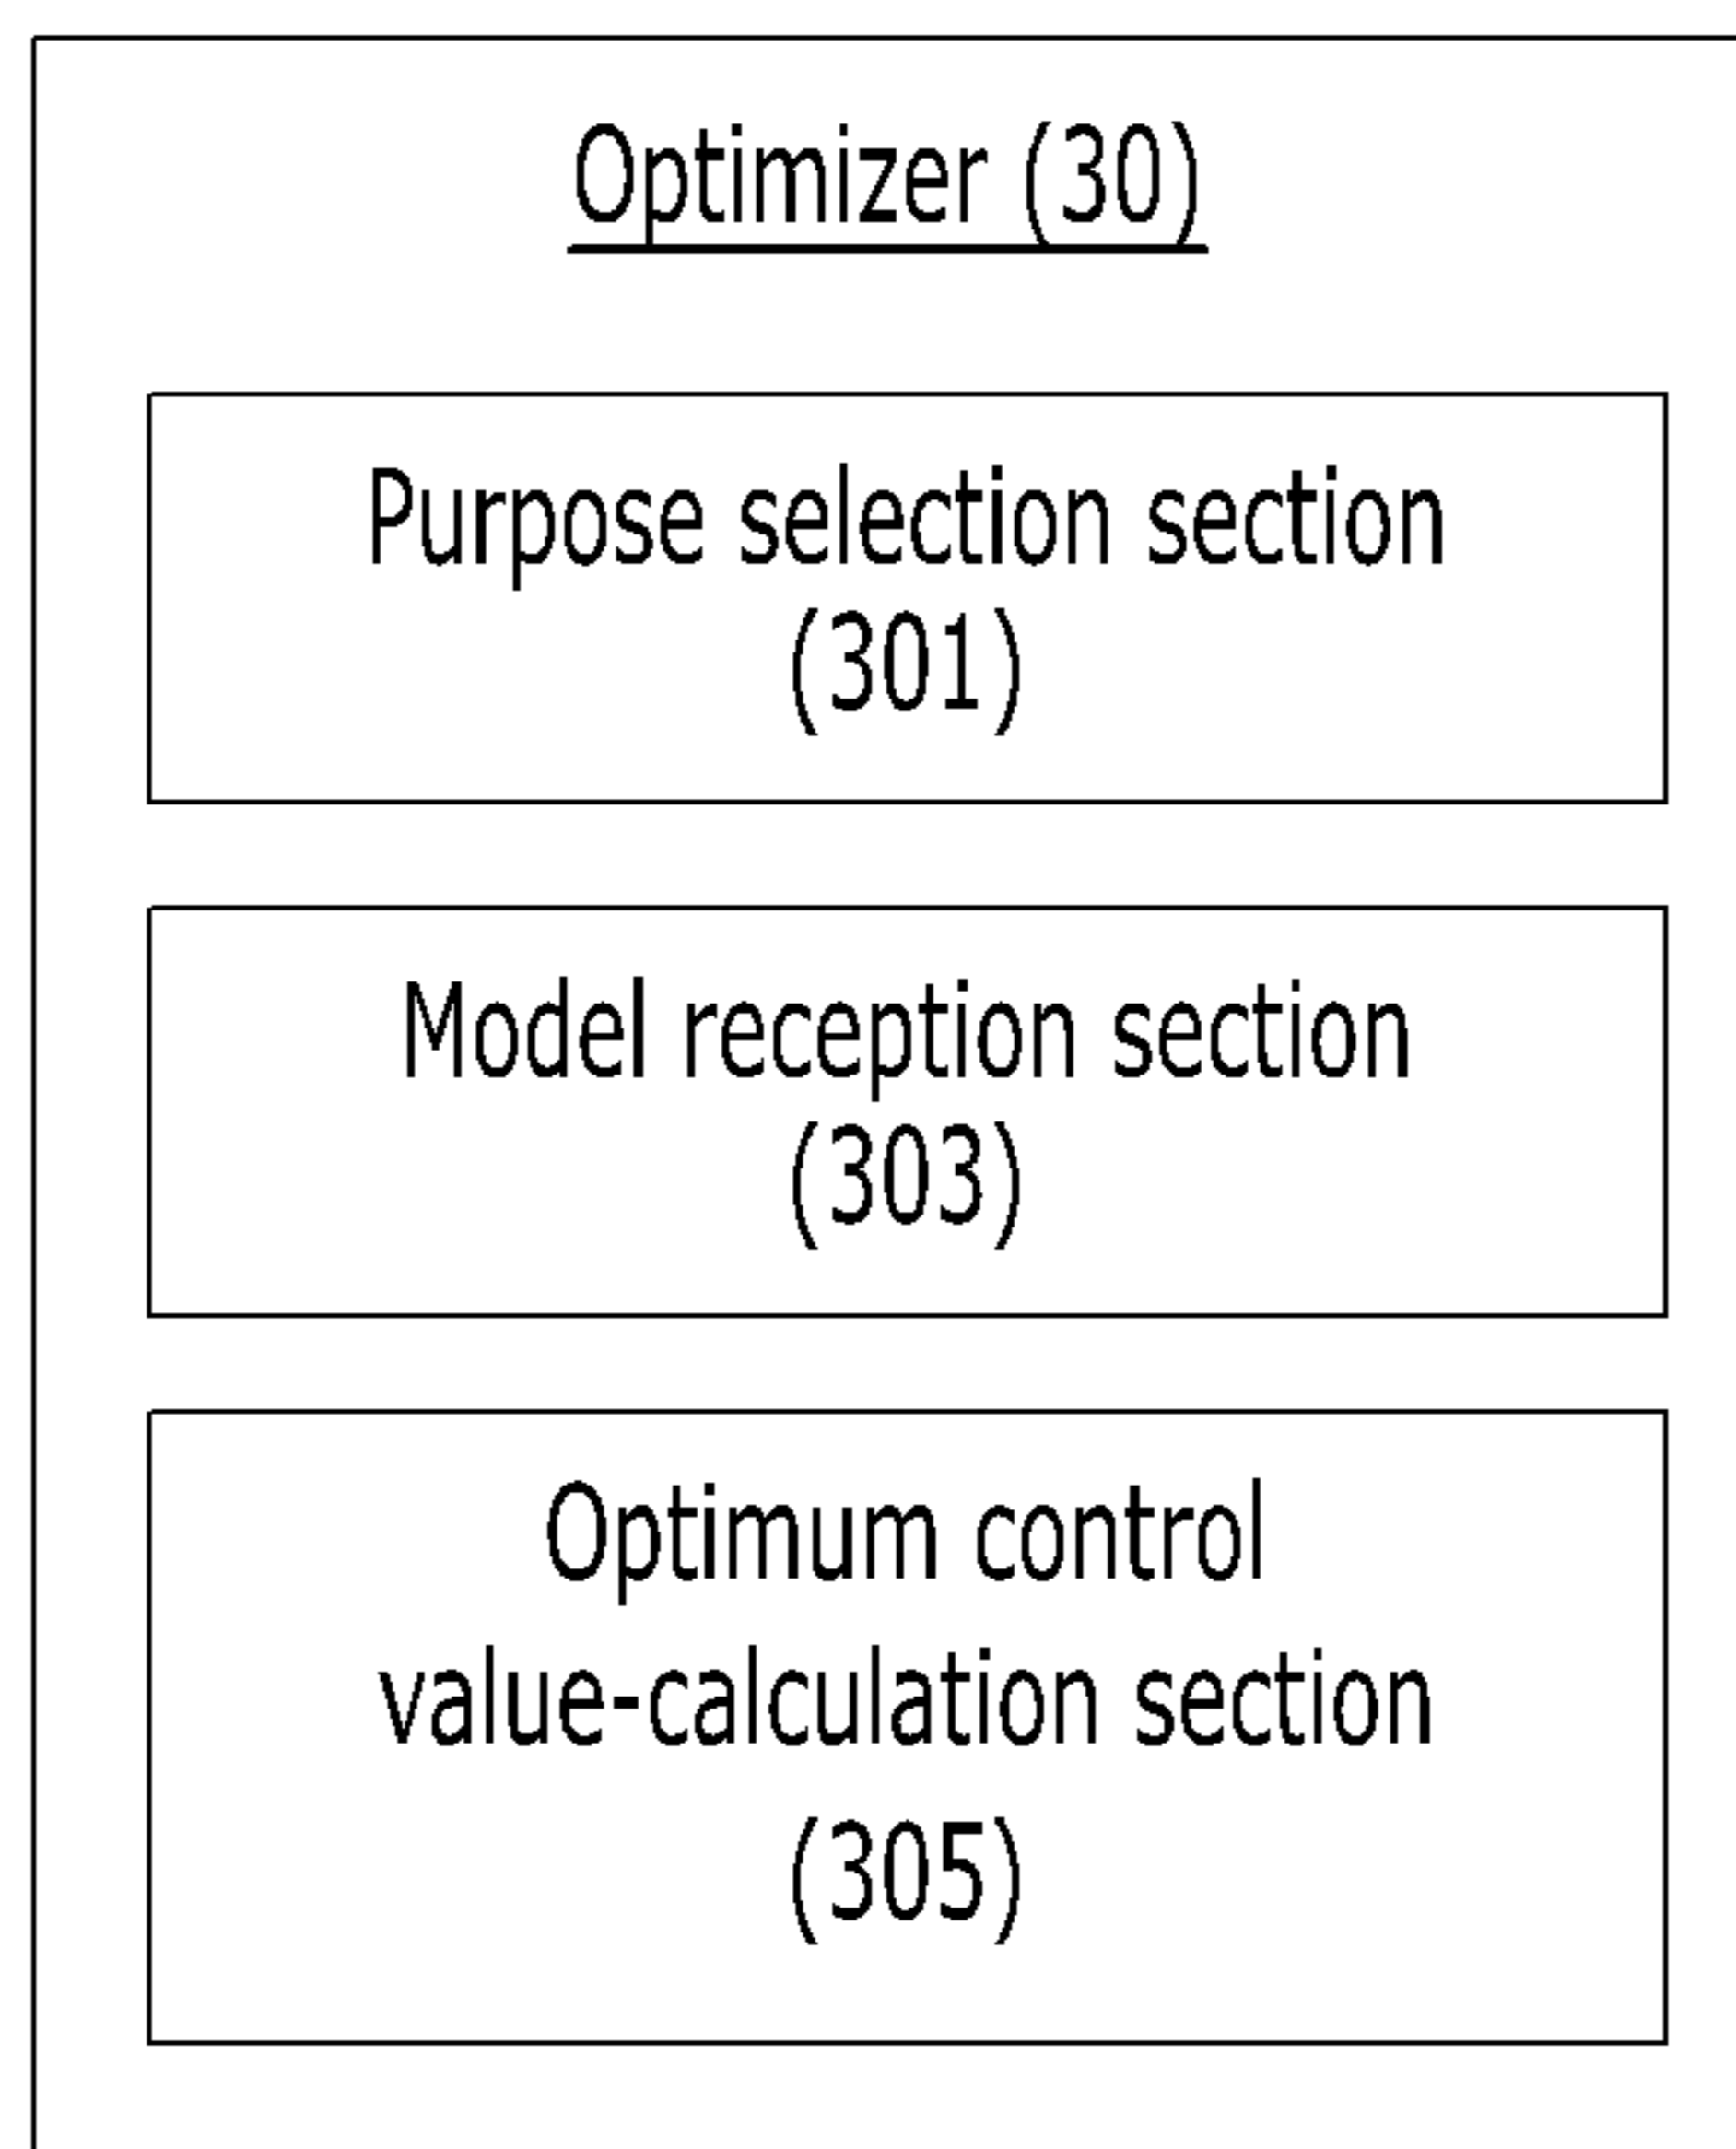 Optimizer (30)
Purpose selection section
(301)
Model reception section
(303)
Optimum control
value-calculation section
(305)